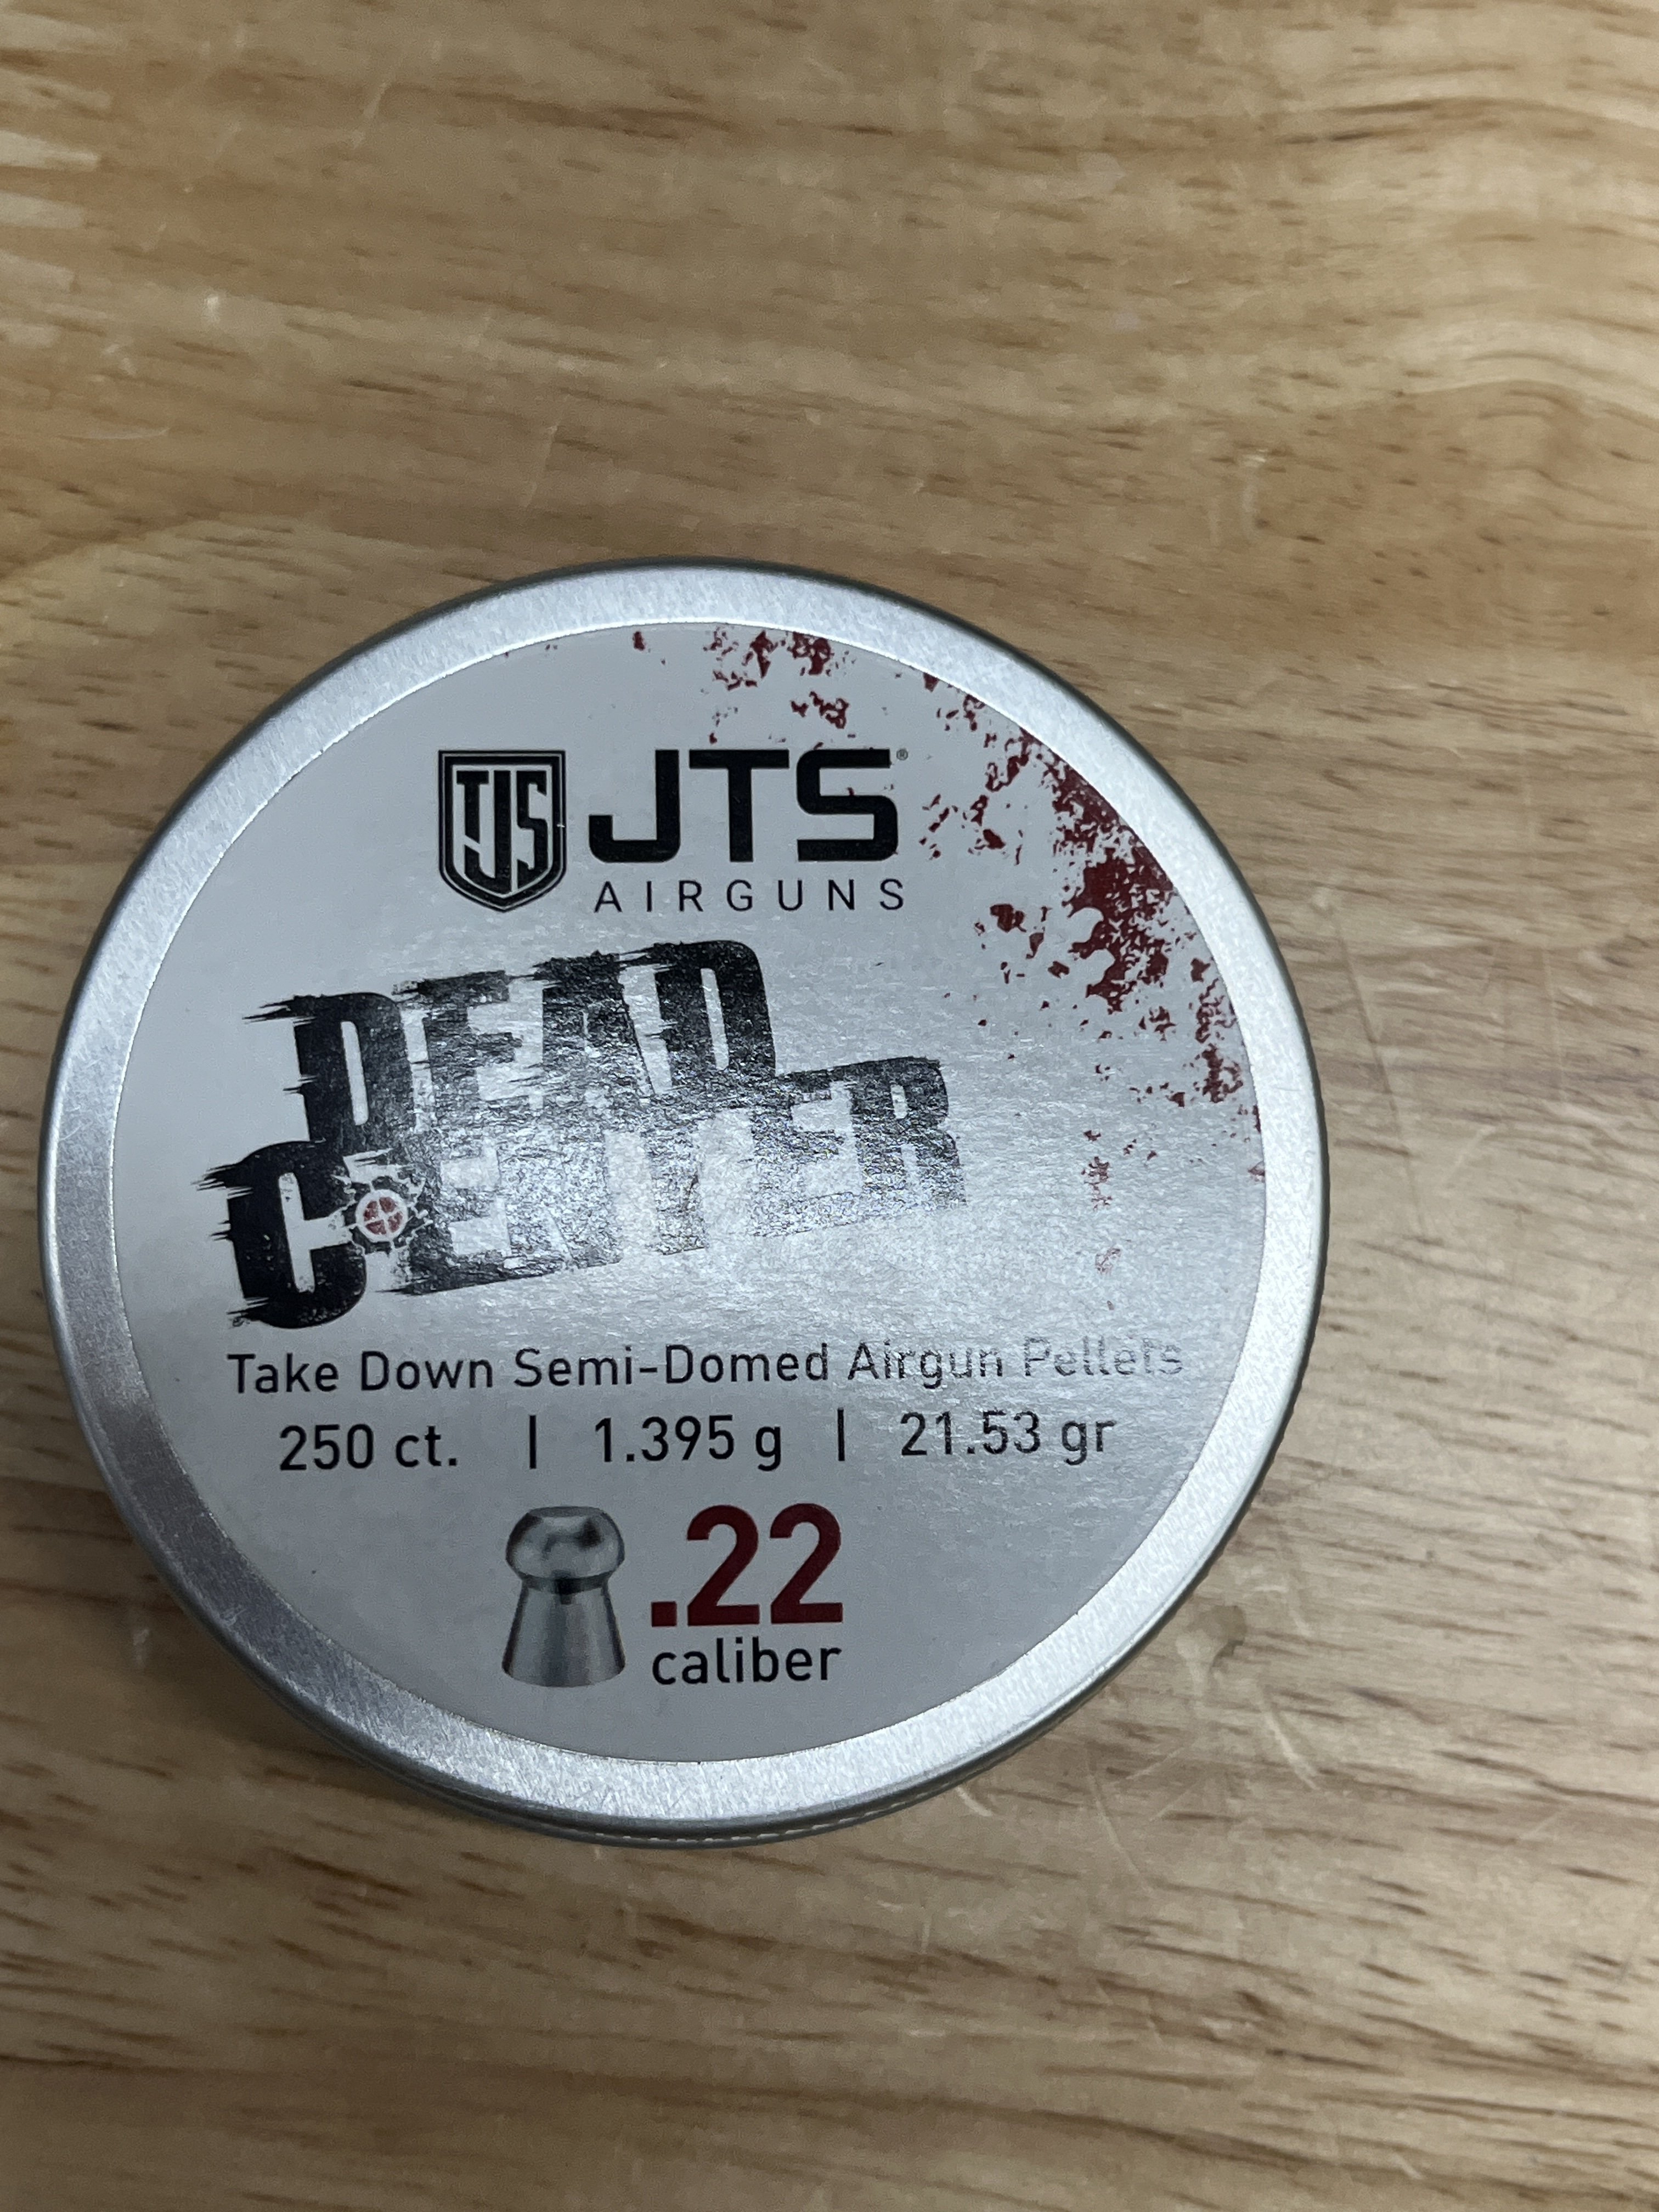 TJS JTS®
AIRGUNS
DEAD
CENTER
Take Down Semi-Domed Airgun Pellets
250 ct. | 1.395 g | 21.53 gr
.22
caliber